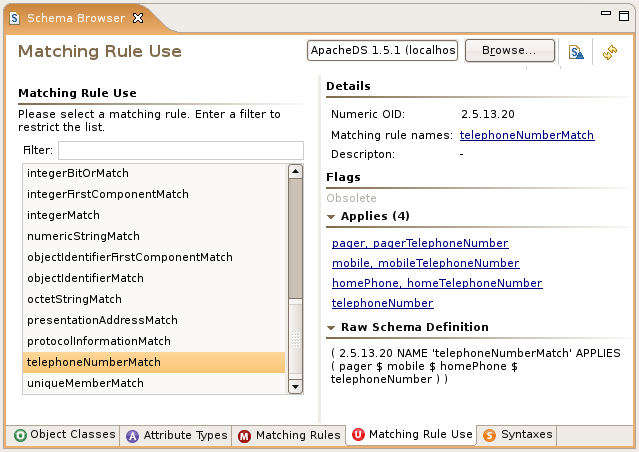 Schema Browser
Matching Rule Use
ApacheDS 1.5.1 (localhos
Browse...
Matching Rule Use
Please select a matching rule. Enter a filter to
restrict the list.
Filter:
integerBitOrMatch
integerFirstComponentMatch
integerMatch
numericStringMatch
objectIdentifierFirstComponentMatch
objectIdentifierMatch
octetStringMatch
presentationAddressMatch
protocolInformationMatch
telephoneNumberMatch
uniqueMemberMatch
Details
Numeric OID: 2.5.13.20
Matching rule names: telephoneNumberMatch
Descripton: -
Flags
Obsolete
Applies (4)
pager, pagerTelephoneNumber
mobile, mobileTelephoneNumber
homePhone, homeTelephoneNumber
telephoneNumber
Raw Schema Definition
( 2.5.13.20 NAME 'telephoneNumberMatch' APPLIES
( pager $ mobile $ homePhone $
telephoneNumber ) )
O Object Classes
A Attribute Types
M Matching Rules
U Matching Rule Use
S Syntaxes